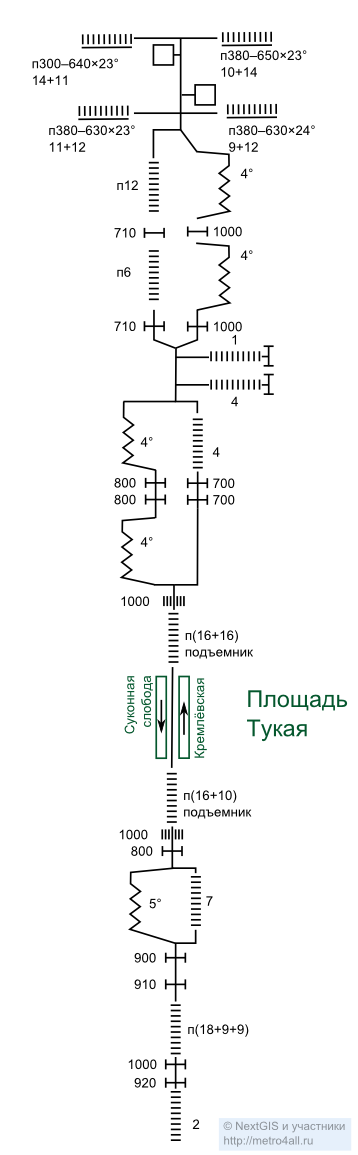 п300–640×23°
14+11
п380–650×23°
10+14
п380–630×23°
11+12
п380–630×24°
9+12
п12
4°
710
1000
п6
4°
710
1000
1
4
4°
4
800
700
800
700
4°
1000
п(16+16)
подъемник
Суконная
слобода
Кремлёвская
Площадь
Тукая
п(16+10)
подъемник
1000
800
5°
7
900
910
п(18+9+9)
1000
920
2
© NextGIS и участники
http://metro4all.ru